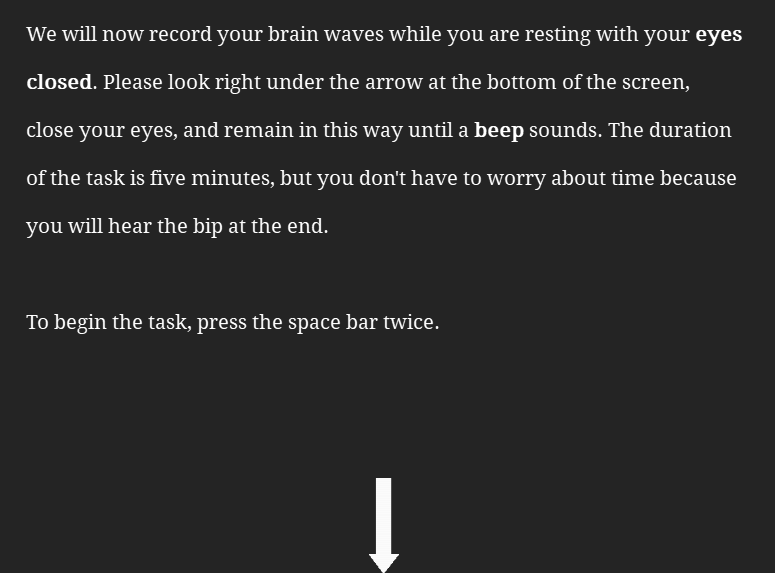 We will now record your brain waves while you are resting with your eyes
closed. Please look right under the arrow at the bottom of the screen,
close your eyes, and remain in this way until a beep sounds. The duration
of the task is five minutes, but you don't have to worry about time because
you will hear the bip at the end.
To begin the task, press the space bar twice.